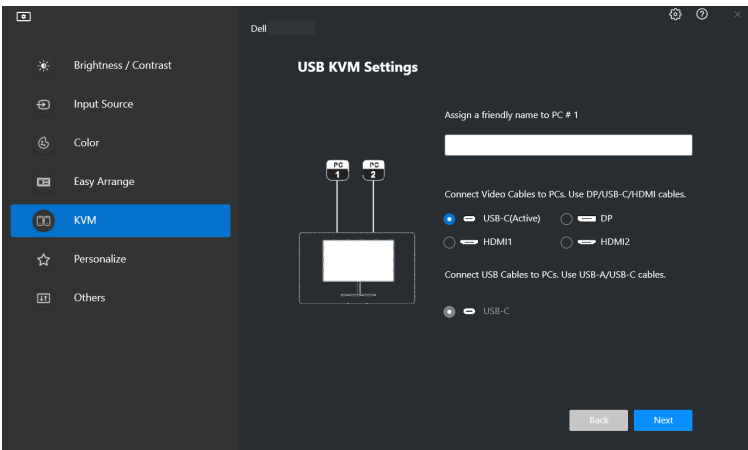 Dell
Brightness / Contrast
Input Source
Color
Easy Arrange
KVM
Personalize
Others
USB KVM Settings
PC 1
PC 2
Assign a friendly name to PC # 1
Connect Video Cables to PCs. Use DP/USB-C/HDMI cables.
USB-C(Active)
DP
HDMI1
HDMI2
Connect USB Cables to PCs. Use USB-A/USB-C cables.
USB-C
Back
Next